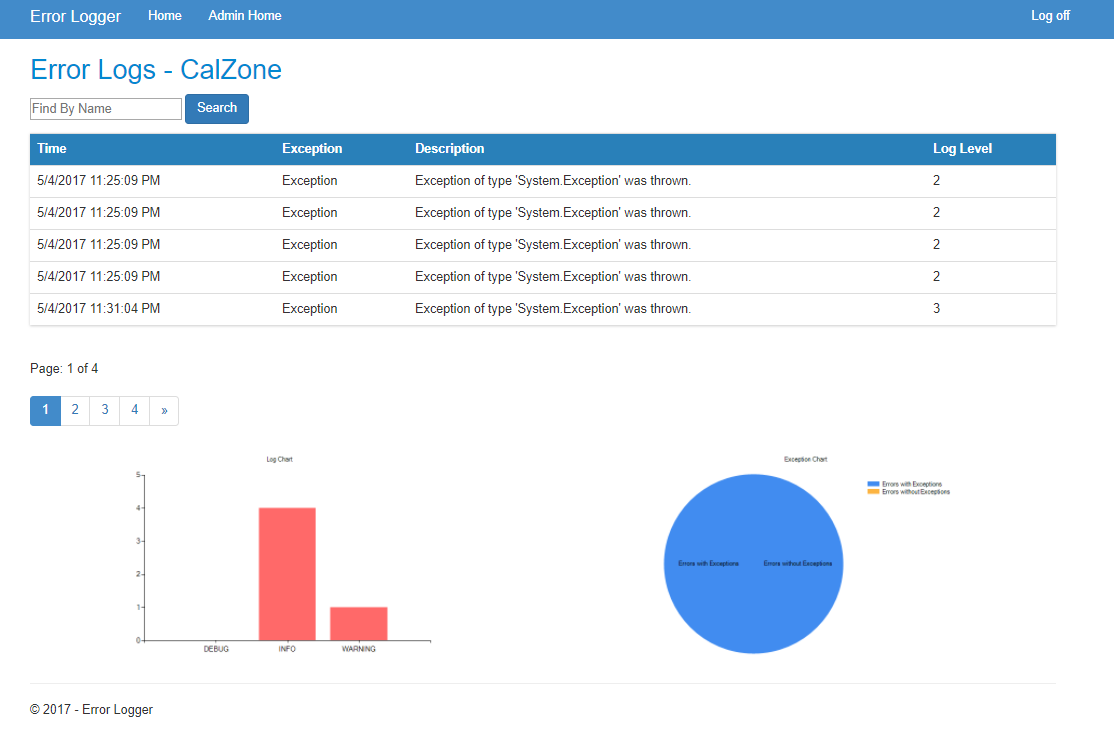 Error Logger Home Admin Home Log off
Error Logs - CalZone
Find By Name Search
Time Exception Description Log Level
5/4/2017 11:25:09 PM Exception Exception of type 'System.Exception' was thrown. 2
5/4/2017 11:25:09 PM Exception Exception of type 'System.Exception' was thrown. 2
5/4/2017 11:25:09 PM Exception Exception of type 'System.Exception' was thrown. 2
5/4/2017 11:25:09 PM Exception Exception of type 'System.Exception' was thrown. 2
5/4/2017 11:31:04 PM Exception Exception of type 'System.Exception' was thrown. 3
Page: 1 of 4
1 2 3 4 »
Log Chart
5
4
3
2
1
0
DEBUG INFO WARNING
Exception Chart
Errors with Exceptions
Errors without Exceptions
Errors with Exceptions Errors without Exceptions
© 2017 - Error Logger